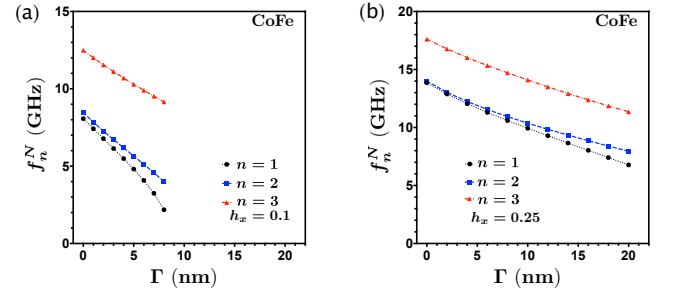 (a)
CoFe
15
10
5
0
f_n^N (GHz)
n = 1
n = 2
n = 3
h_x = 0.1
0 5 10 15 20
Γ (nm)
(b)
CoFe
20
15
10
5
0
f_n^N (GHz)
n = 1
n = 2
n = 3
h_x = 0.25
0 5 10 15 20
Γ (nm)